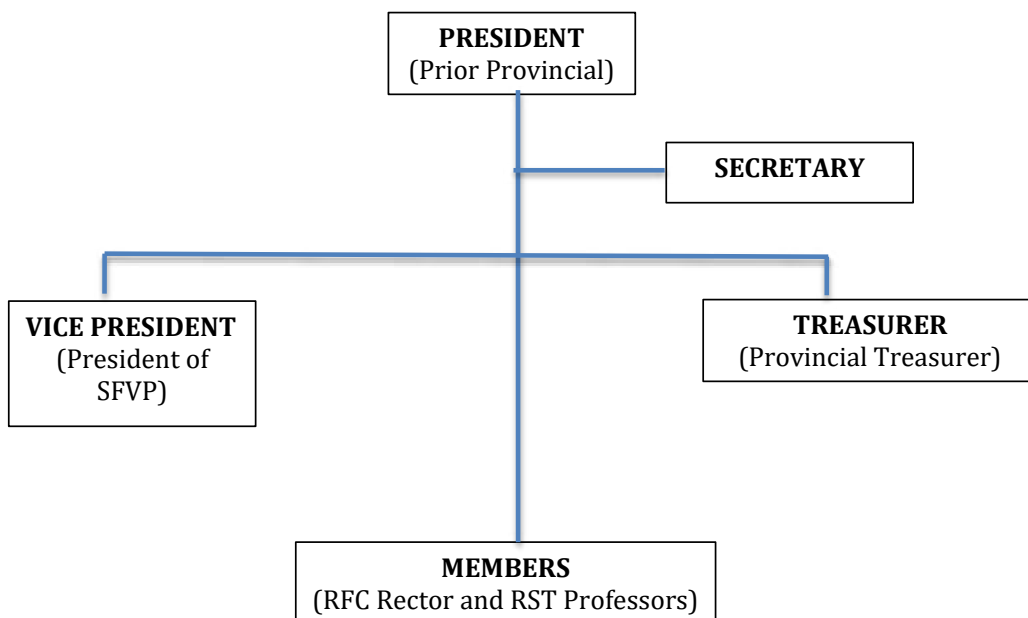 PRESIDENT
(Prior Provincial)
SECRETARY
VICE PRESIDENT
(President of
SFVP)
TREASURER
(Provincial Treasurer)
MEMBERS
(RFC Rector and RST Professors)